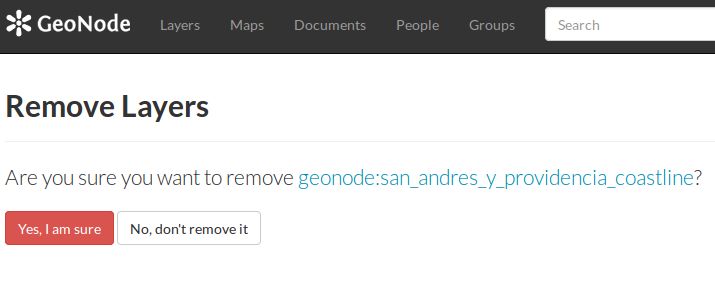 GeoNode Layers Maps Documents People Groups Search
Remove Layers
Are you sure you want to remove geonode:san_andres_y_providencia_coastline?
Yes, I am sure No, don't remove it